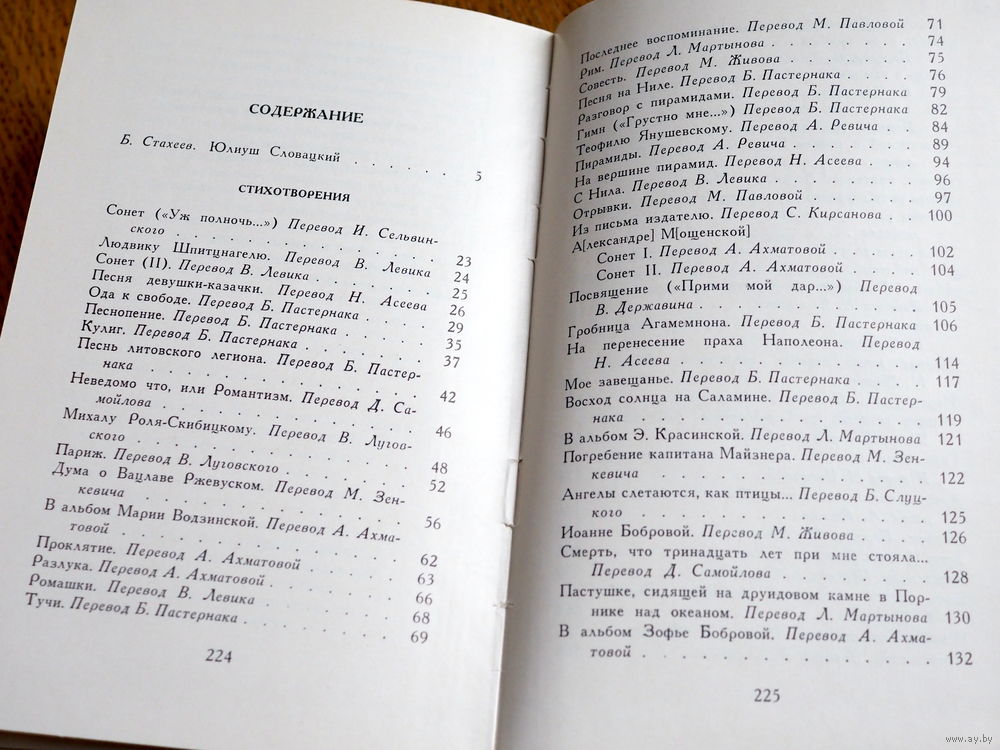 СОДЕРЖАНИЕ
Б. Стахеев. Юлиуш Словацкий . . . . . . 5
СТИХОТВОРЕНИЯ
Сонет («Уж полночь...») Перевод И. Сельвин-
ского . . . . . . . . . . . . 23
Людвику Шпитцнагелю. Перевод В. Левика 24
Сонет (II). Перевод В. Левика . . . . . 25
Песня девушки-казачки. Перевод Н. Асеева 26
Ода к свободе. Перевод Б. Пастернака . . . 29
Песнопение. Перевод Б. Пастернака . . . . 35
Кулиг. Перевод Б. Пастернака . . . . . 37
Песнь литовского легиона. Перевод Б. Пастер-
нака . . . . . . . . . . . . 42
Неведомо что, или Романтизм. Перевод Д. Са-
мойлова . . . . . . . . . . . 46
Михалу Роля-Скибицкому. Перевод В. Лугов-
ского . . . . . . . . . . . . 48
Париж. Перевод В. Луговского . . . . . 52
Дума о Вацлаве Ржевуском. Перевод М. Зен-
кевича . . . . . . . . . . . 56
В альбом Марии Водзинской. Перевод А. Ахма-
товой . . . . . . . . . . . . 62
Проклятие. Перевод А. Ахматовой . . . . 63
Разлука. Перевод А. Ахматовой . . . . . 66
Ромашки. Перевод В. Левика . . . . . . 68
Тучи. Перевод Б. Пастернака . . . . . . 69
224
Последнее воспоминание. Перевод М. Павловой 71
Рим. Перевод Л. Мартынова . . . . . . 74
Совесть. Перевод М. Живова . . . . . . 75
Песня на Ниле. Перевод Б. Пастернака . . . 76
Разговор с пирамидами. Перевод Б. Пастернака 79
Гимн («Грустно мне...») Перевод Б. Пастернака 82
Теофилю Янушевскому. Перевод А. Ревича . . 84
Пирамиды. Перевод А. Ревича . . . . . 89
На вершине пирамид. Перевод Н. Асеева . . 94
С Нила. Перевод В. Левика . . . . . . 96
Отрывки. Перевод М. Павловой . . . . . 97
Из письма издателю. Перевод С. Кирсанова . 100
А[лександре] М[ощенской]
Сонет I. Перевод А. Ахматовой . . . . 102
Сонет II. Перевод А. Ахматовой . . . . 104
Посвящение («Прими мой дар...») Перевод
В. Державина . . . . . . . . . 105
Гробница Агамемнона. Перевод Б. Пастернака 106
На перенесение праха Наполеона. Перевод
Н. Асеева . . . . . . . . . . 114
Мое завещанье. Перевод Б. Пастернака . . . 117
Восход солнца на Саламине. Перевод Б. Пастер-
нака . . . . . . . . . . . . 119
В альбом Э. Красинской. Перевод Л. Мартынова 121
Погребение капитана Майзнера. Перевод М. Зен-
кевича . . . . . . . . . . . 122
Ангелы слетаются, как птицы... Перевод Б. Слуц-
кого . . . . . . . . . . . . 125
Иоанне Бобровой. Перевод М. Живова . . . 126
Смерть, что тринадцать лет при мне стояла...
Перевод Д. Самойлова . . . . . . . 128
Пастушке, сидящей на друидовом камне в Пор-
нике над океаном. Перевод Л. Мартынова 130
В альбом Зофье Бобровой. Перевод А. Ахма-
товой . . . . . . . . . . . . 132
225
www.ay.by